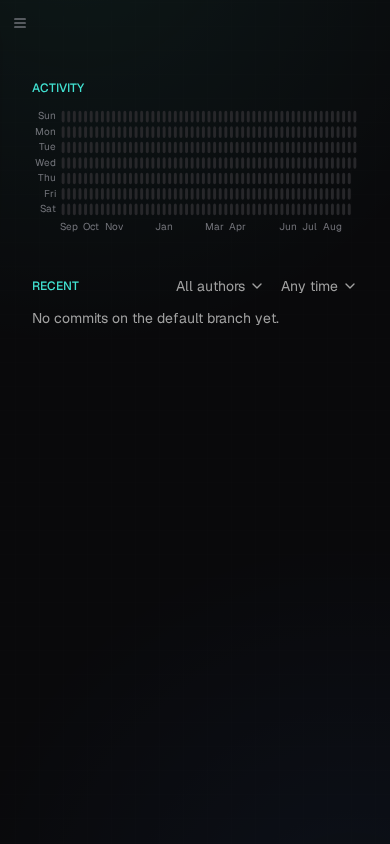 ACTIVITY
Sun
Mon
Tue
Wed
Thu
Fri
Sat
Sep Oct Nov Jan Mar Apr Jun Jul Aug
RECENT All authors Any time
No commits on the default branch yet.